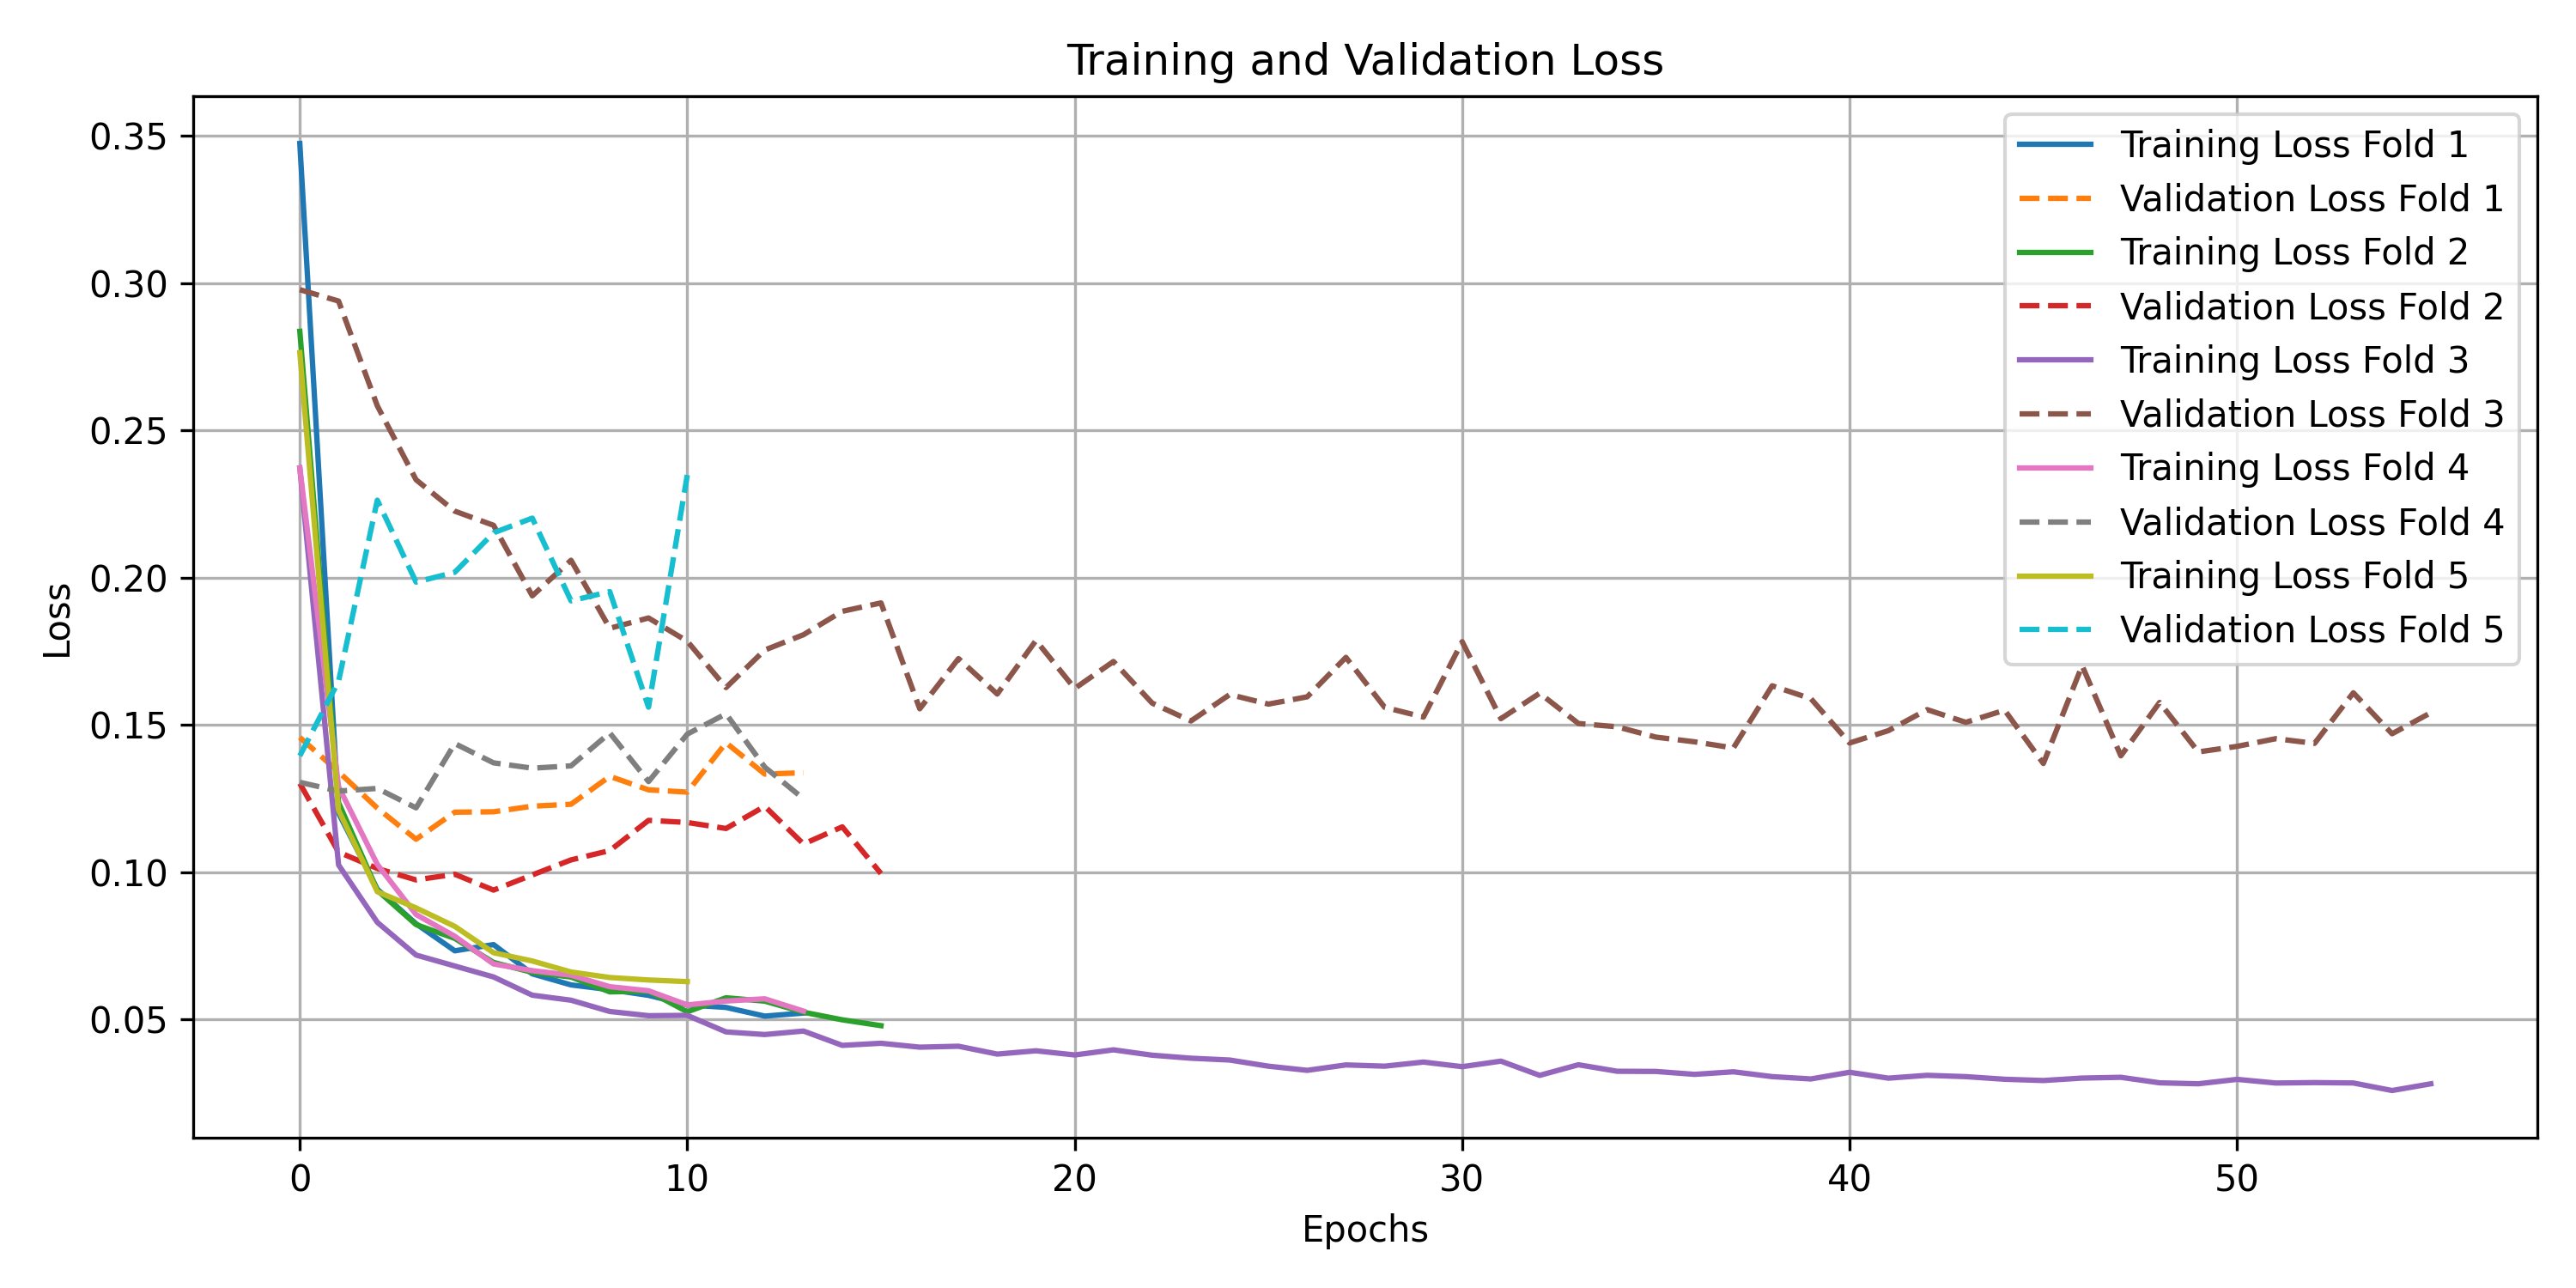 Training and Validation Loss
0.35
0.30
0.25
0.20
0.15
0.10
0.05
Loss
Training Loss Fold 1
Validation Loss Fold 1
Training Loss Fold 2
Validation Loss Fold 2
Training Loss Fold 3
Validation Loss Fold 3
Training Loss Fold 4
Validation Loss Fold 4
Training Loss Fold 5
Validation Loss Fold 5
0 10 20 30 40 50
Epochs